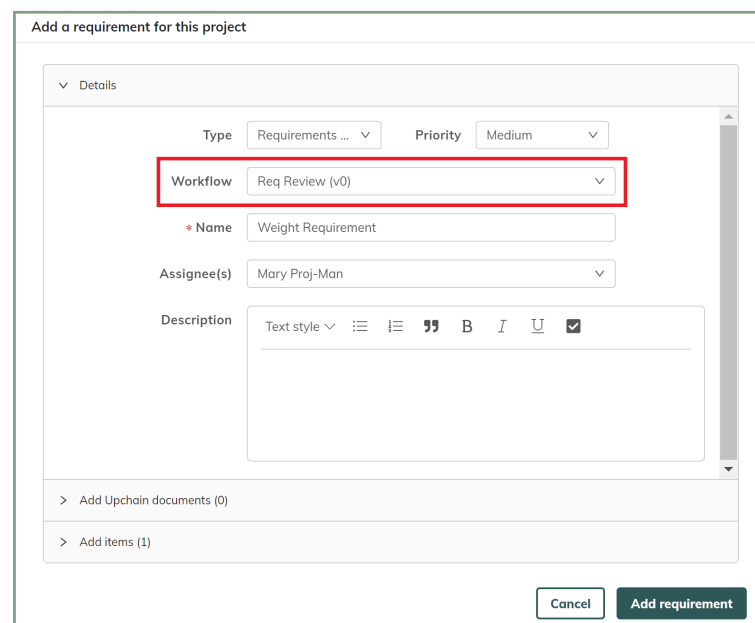 Add a requirement for this project
Details
Type Requirements ... Priority Medium
Workflow Req Review (v0)
* Name Weight Requirement
Assignee(s) Mary Proj-Man
Description Text style B I U
Add Upchain documents (0)
Add items (1)
Cancel Add requirement